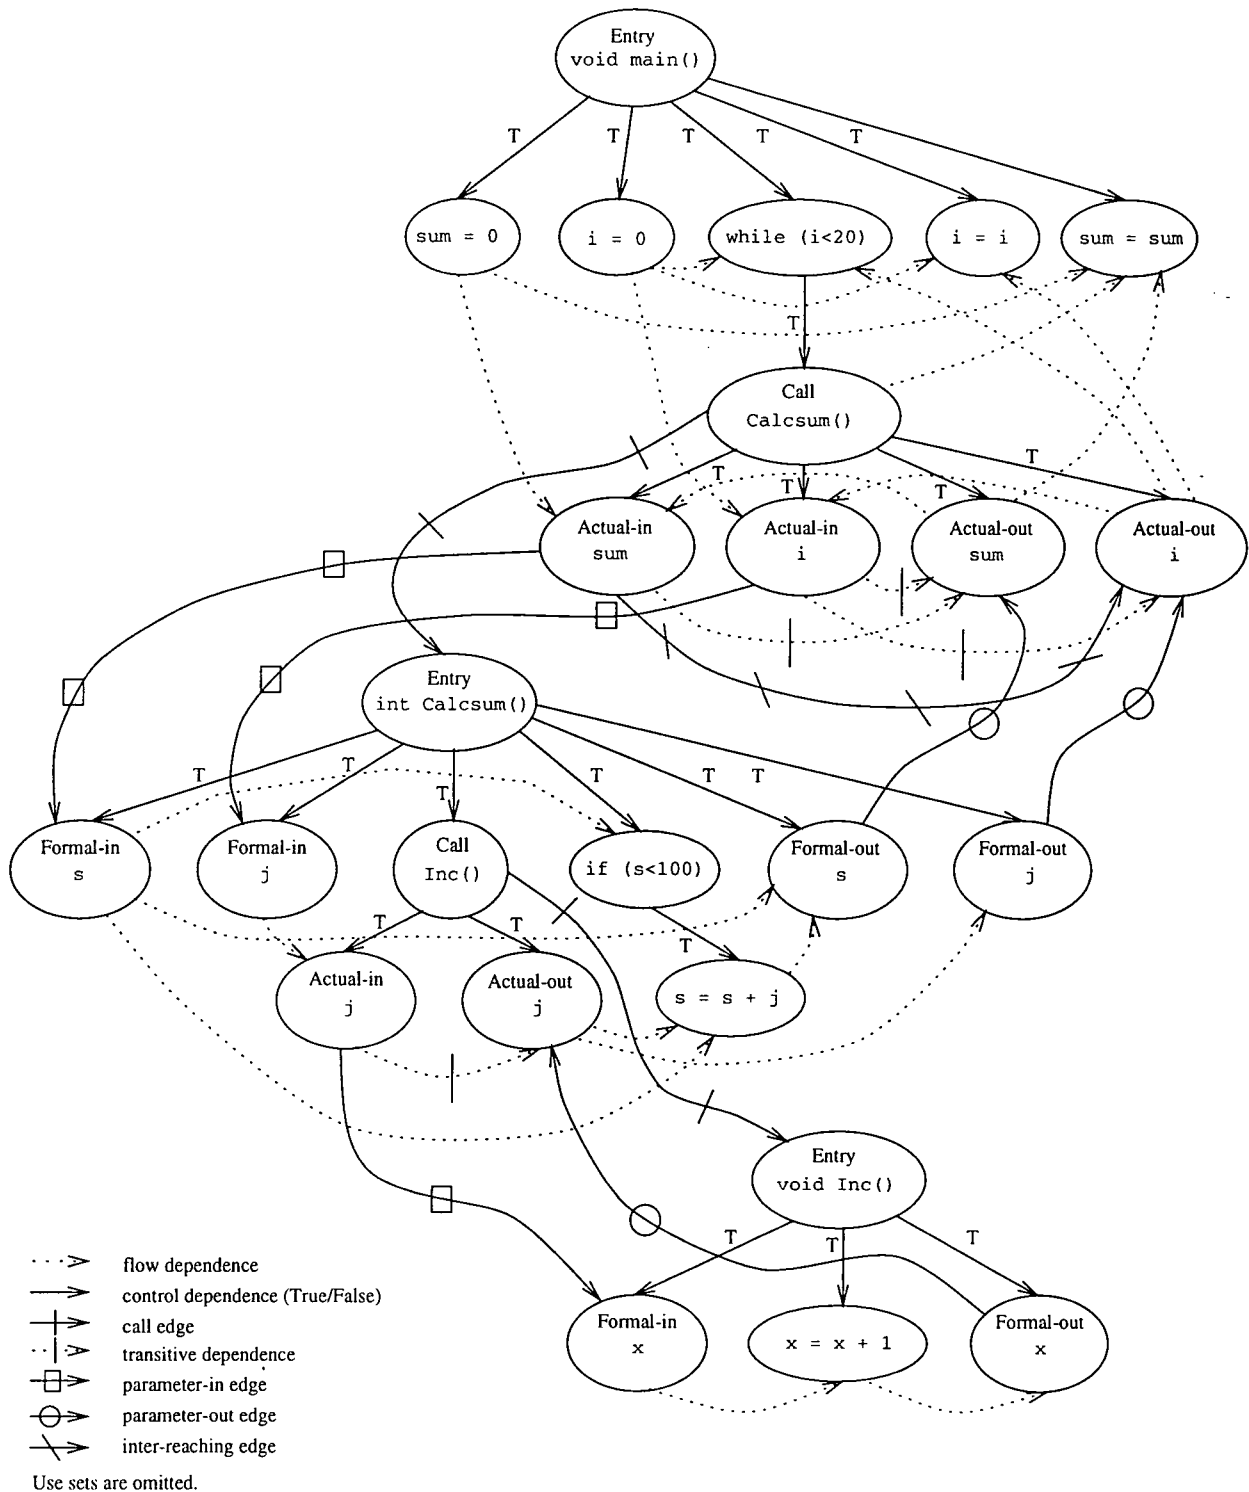 Entry
void main()
T T T T T
sum = 0 i = 0 while (i<20) i = i sum = sum
T
Call
Calcsum()
T
T T T
Actual-in Actual-in Actual-out Actual-out
sum i sum i
Entry
int Calcsum()
T T T T T T
Formal-in Formal-in Call if (s<100) Formal-out Formal-out
s j Inc() s j
T T T
Actual-in Actual-out s = s + j
j j
Entry
void Inc()
T T T
Formal-in x = x + 1 Formal-out
x x
flow dependence
control dependence (True/False)
call edge
transitive dependence
parameter-in edge
parameter-out edge
inter-reaching edge
Use sets are omitted.